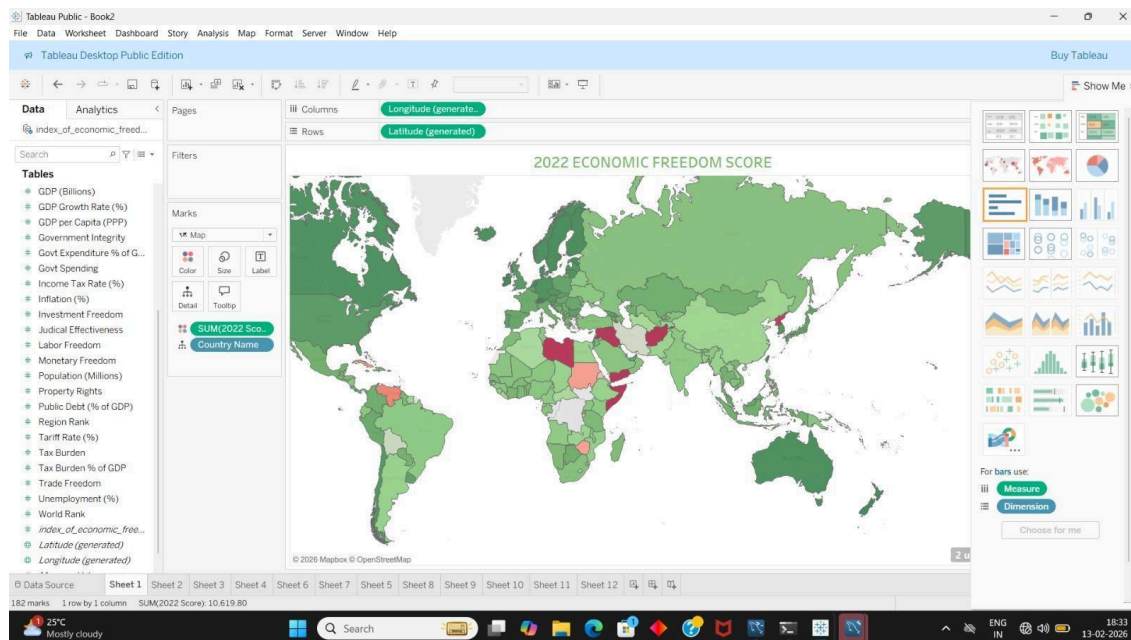 Tableau Public - Book2
File Data Worksheet Dashboard Story Analysis Map Format Server Window Help
Tableau Desktop Public Edition
Buy Tableau
Show Me
Data Analytics
index_of_economic_freed...
Search
Tables
GDP (Billions)
GDP Growth Rate (%)
GDP per Capita (PPP)
Government Integrity
Govt Expenditure % of G...
Govt Spending
Income Tax Rate (%)
Inflation (%)
Investment Freedom
Judical Effectiveness
Labor Freedom
Monetary Freedom
Population (Millions)
Property Rights
Public Debt (% of GDP)
Region Rank
Tariff Rate (%)
Tax Burden
Tax Burden % of GDP
Trade Freedom
Unemployment (%)
World Rank
index_of_economic_free...
Latitude (generated)
Longitude (generated)
Pages
Filters
Marks
Map
Color Size Label
Detail Tooltip
SUM(2022 Sco...
Country Name
Columns Longitude (generate..
Rows Latitude (generated)
2022 ECONOMIC FREEDOM SCORE
© 2026 Mapbox © OpenStreetMap
2 u
For bars use:
Measure
Dimension
Choose for me
Data Source Sheet 1 Sheet 2 Sheet 3 Sheet 4 Sheet 6 Sheet 7 Sheet 5 Sheet 8 Sheet 9 Sheet 10 Sheet 11 Sheet 12
182 marks 1 row by 1 column SUM(2022 Score): 10,619.80
1
25°C
Mostly cloudy
Search
ENG
IN
18:33
13-02-2026